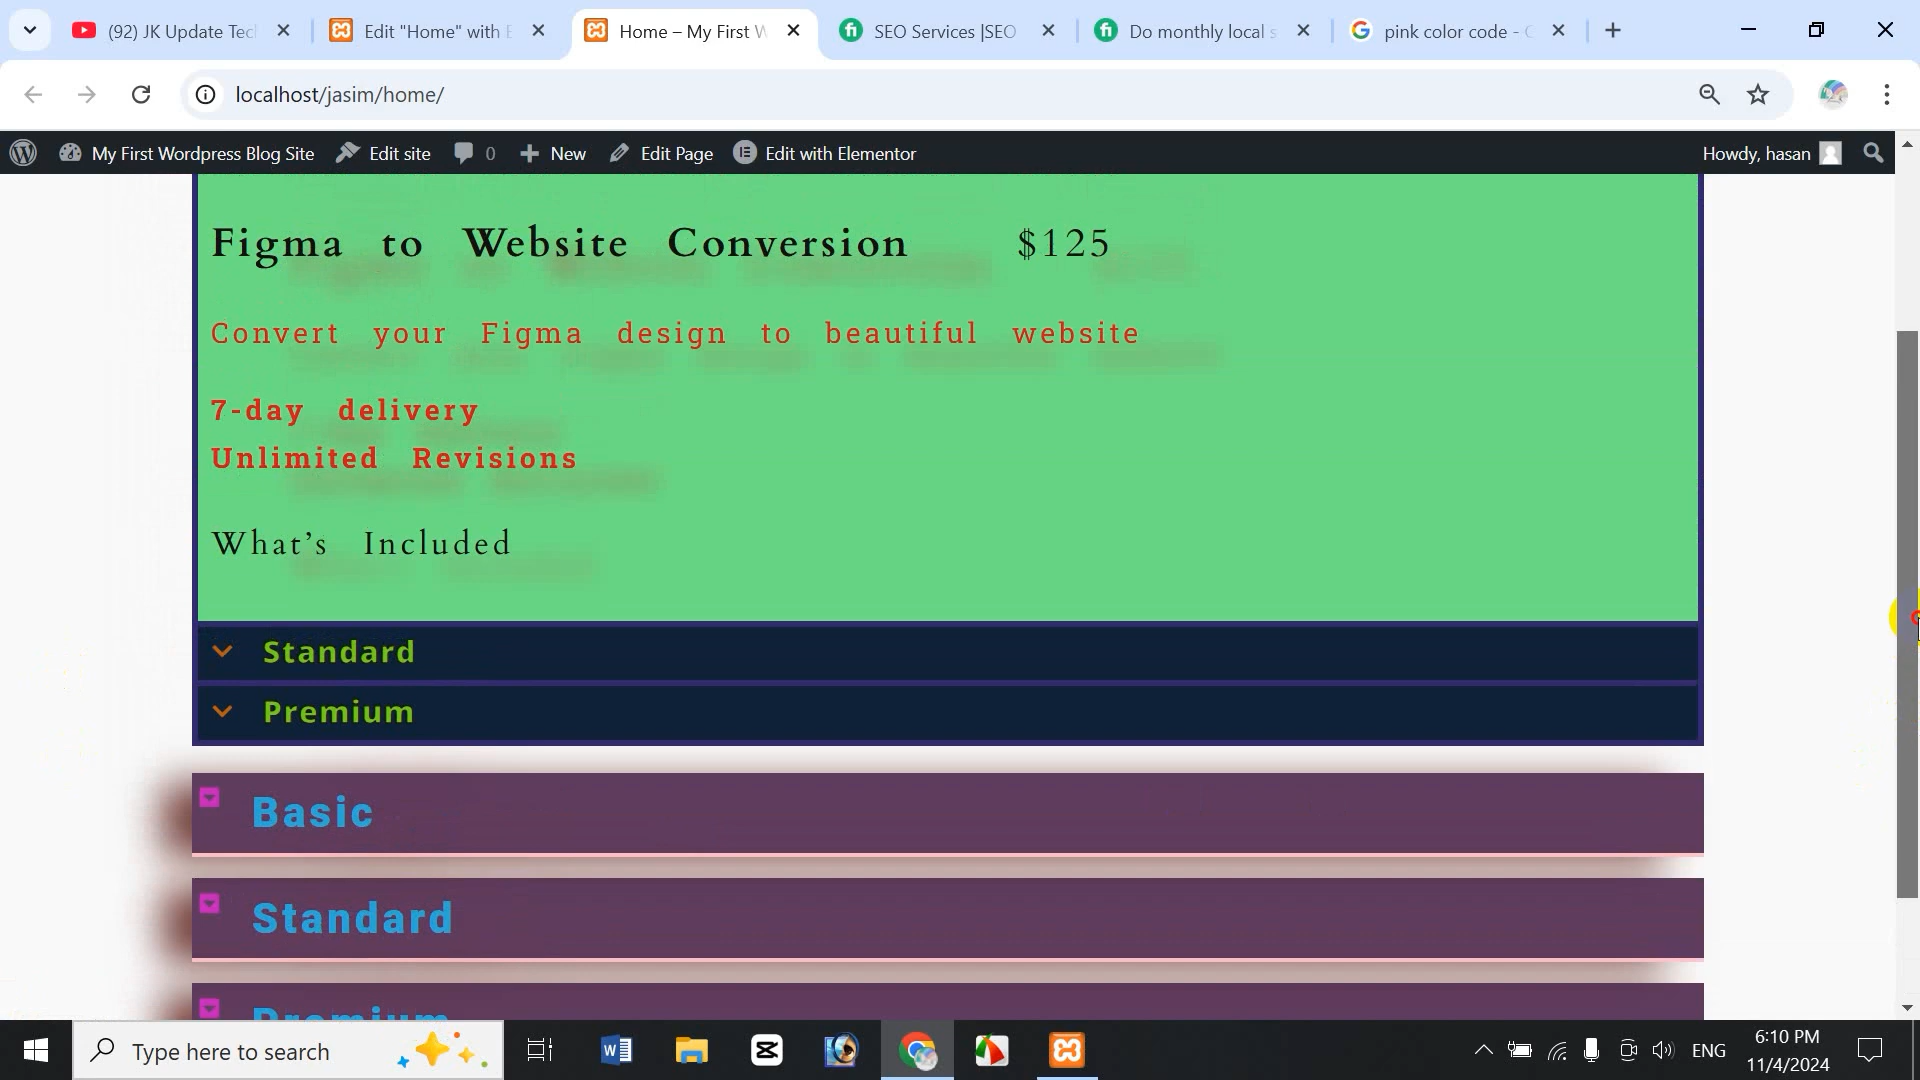 (92) JK Update Tec
Edit "Home" with
Home – My First W
SEO Services |SEO
Do monthly local s
pink color code -
localhost/jasim/home/
My First Wordpress Blog Site
Edit site
0
New
Edit Page
Edit with Elementor
Howdy, hasan
Figma to Website Conversion $125
Convert your Figma design to beautiful website
7-day delivery
Unlimited Revisions
What's Included
Standard
Premium
Basic
Standard
Premium
Type here to search
ENG
6:10 PM
11/4/2024